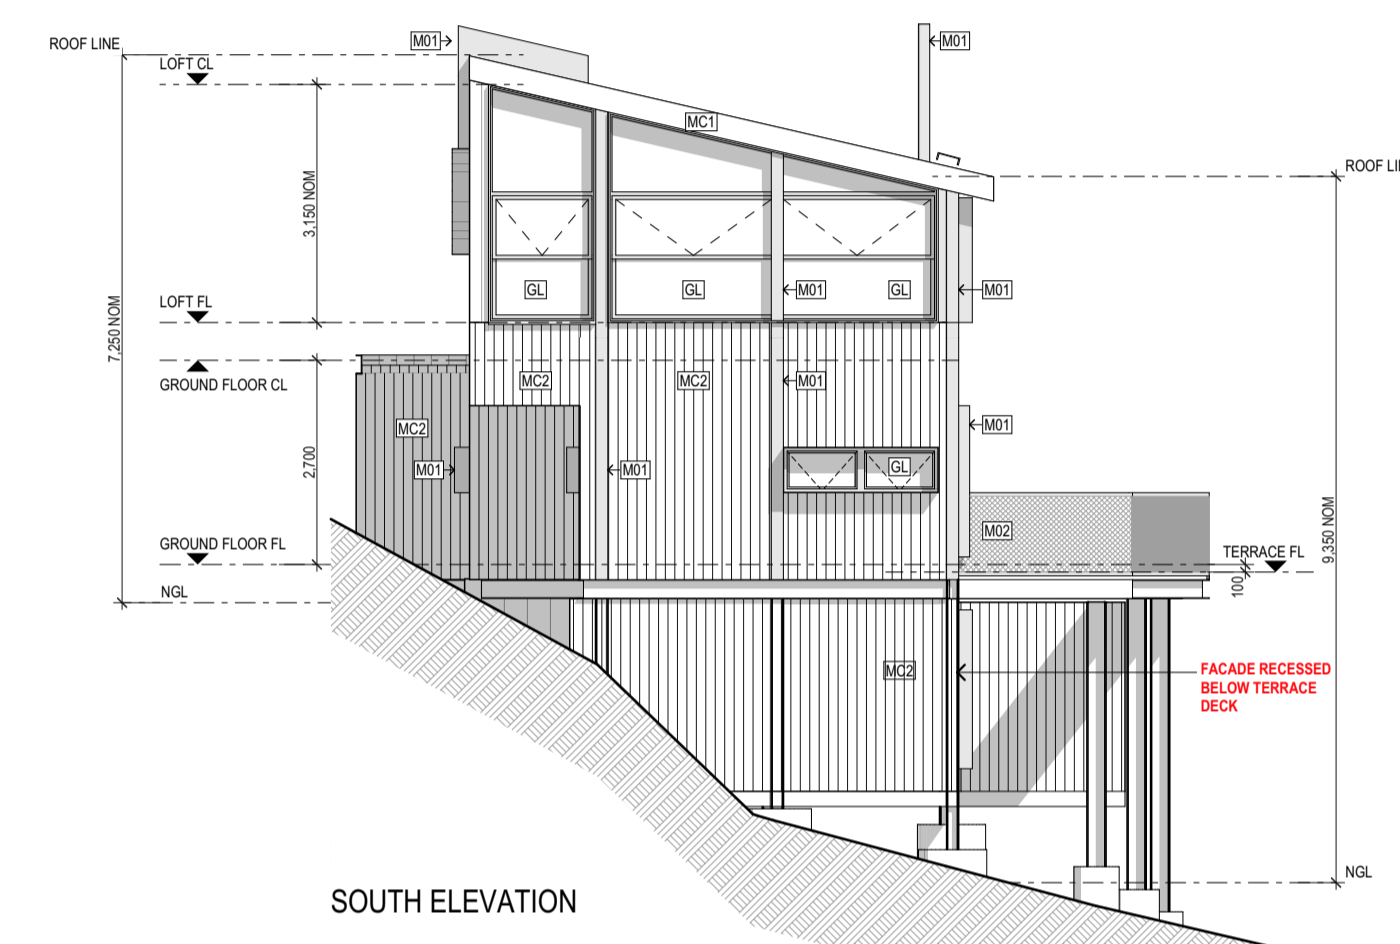 ROOF LINE
M01
M01
LOFT CL
MC1
ROOF LI
3,150 NOM
GL
GL
M01
GL
M01
LOFT FL
7,250 NOM
GROUND FLOOR CL
MC2
MC2
M01
MC2
M01
M01
M01
GL
2,700
M02
9,350 NOM
GROUND FLOOR FL
TERRACE FL
100
NGL
MC2
FACADE RECESSED
BELOW TERRACE
DECK
NGL
SOUTH ELEVATION